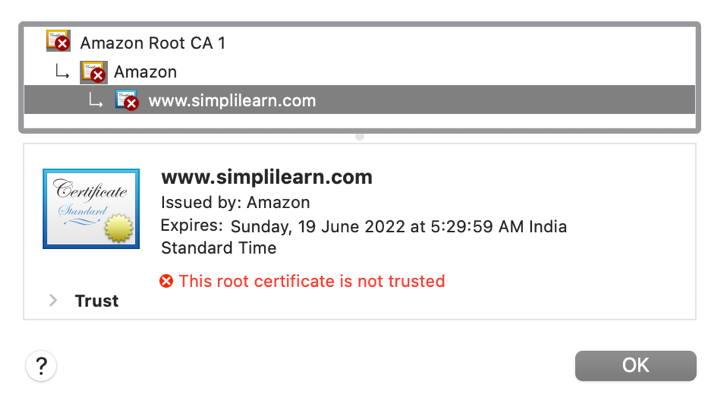 Amazon Root CA 1
Amazon
www.simplilearn.com
Certificate
Standard
www.simplilearn.com
Issued by: Amazon
Expires: Sunday, 19 June 2022 at 5:29:59 AM India
Standard Time
This root certificate is not trusted
Trust
?
OK